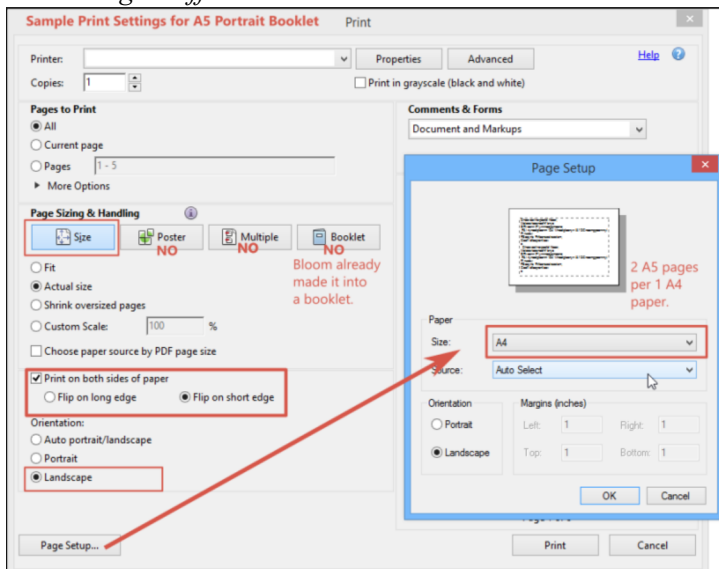 Sample Print Settings for A5 Portrait Booklet Print
Printer: Properties Advanced Help
Copies: 1 Print in grayscale (black and white)
Pages to Print
All
Current page
Pages 1 - 5
More Options
Comments & Forms
Document and Markups
Page Sizing & Handling
Size Poster Multiple Booklet
NO NO NO
Bloom already
made it into
a booklet.
Fit
Actual size
Shrink oversized pages
Custom Scale: 100 %
Choose paper source by PDF page size
Print on both sides of paper
Flip on long edge Flip on short edge
Orientation:
Auto portrait/landscape
Portrait
Landscape
Page Setup
2 A5 pages
per 1 A4
paper.
Paper
Size: A4
Source: Auto Select
Orientation Margins (inches)
Portrait Left: 1 Right: 1
Landscape Top: 1 Bottom: 1
OK Cancel
Page Setup... Print Cancel